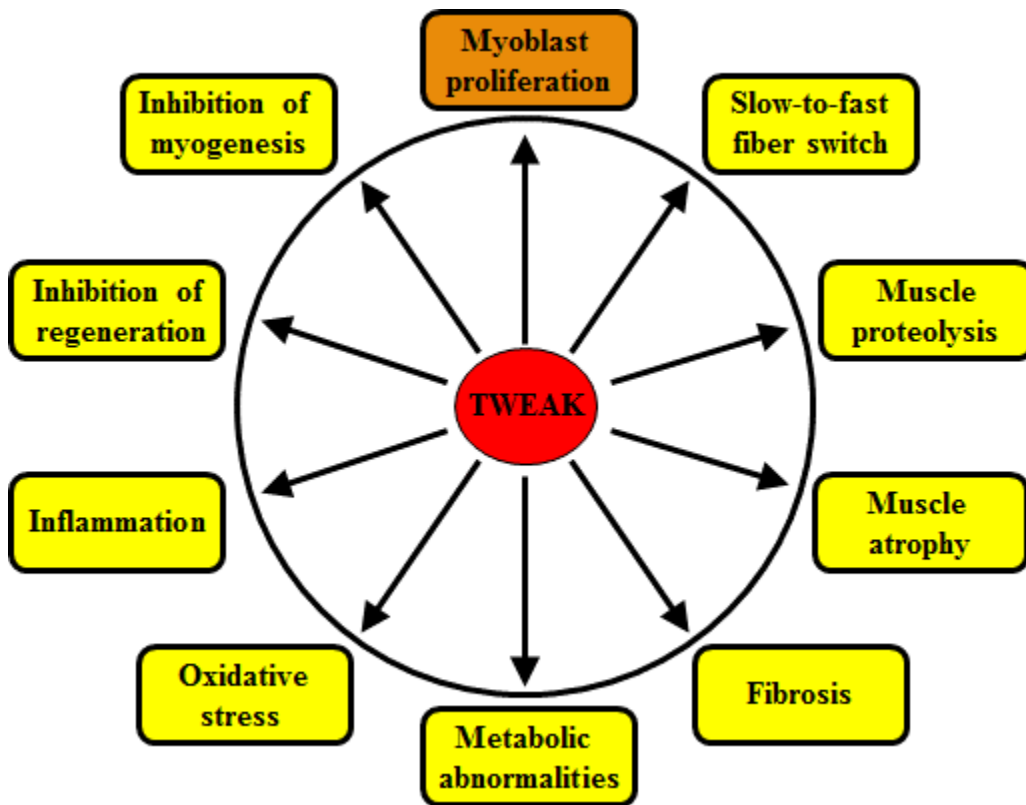 Myoblast
proliferation
Inhibition of
myogenesis
Slow-to-fast
fiber switch
Inhibition of
regeneration
Muscle
proteolysis
TWEAK
Inflammation
Muscle
atrophy
Oxidative
stress
Fibrosis
Metabolic
abnormalities